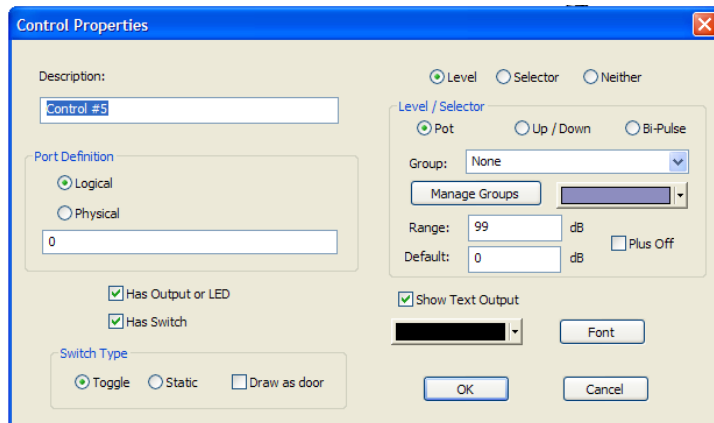 Control Properties
Description:
Control #5
Port Definition
Logical
Physical
0
Has Output or LED
Has Switch
Switch Type
Toggle Static Draw as door
Level Selector Neither
Level / Selector
Pot Up / Down Bi-Pulse
Group: None
Manage Groups
Range: 99 dB
Plus Off
Default: 0 dB
Show Text Output
Font
OK Cancel